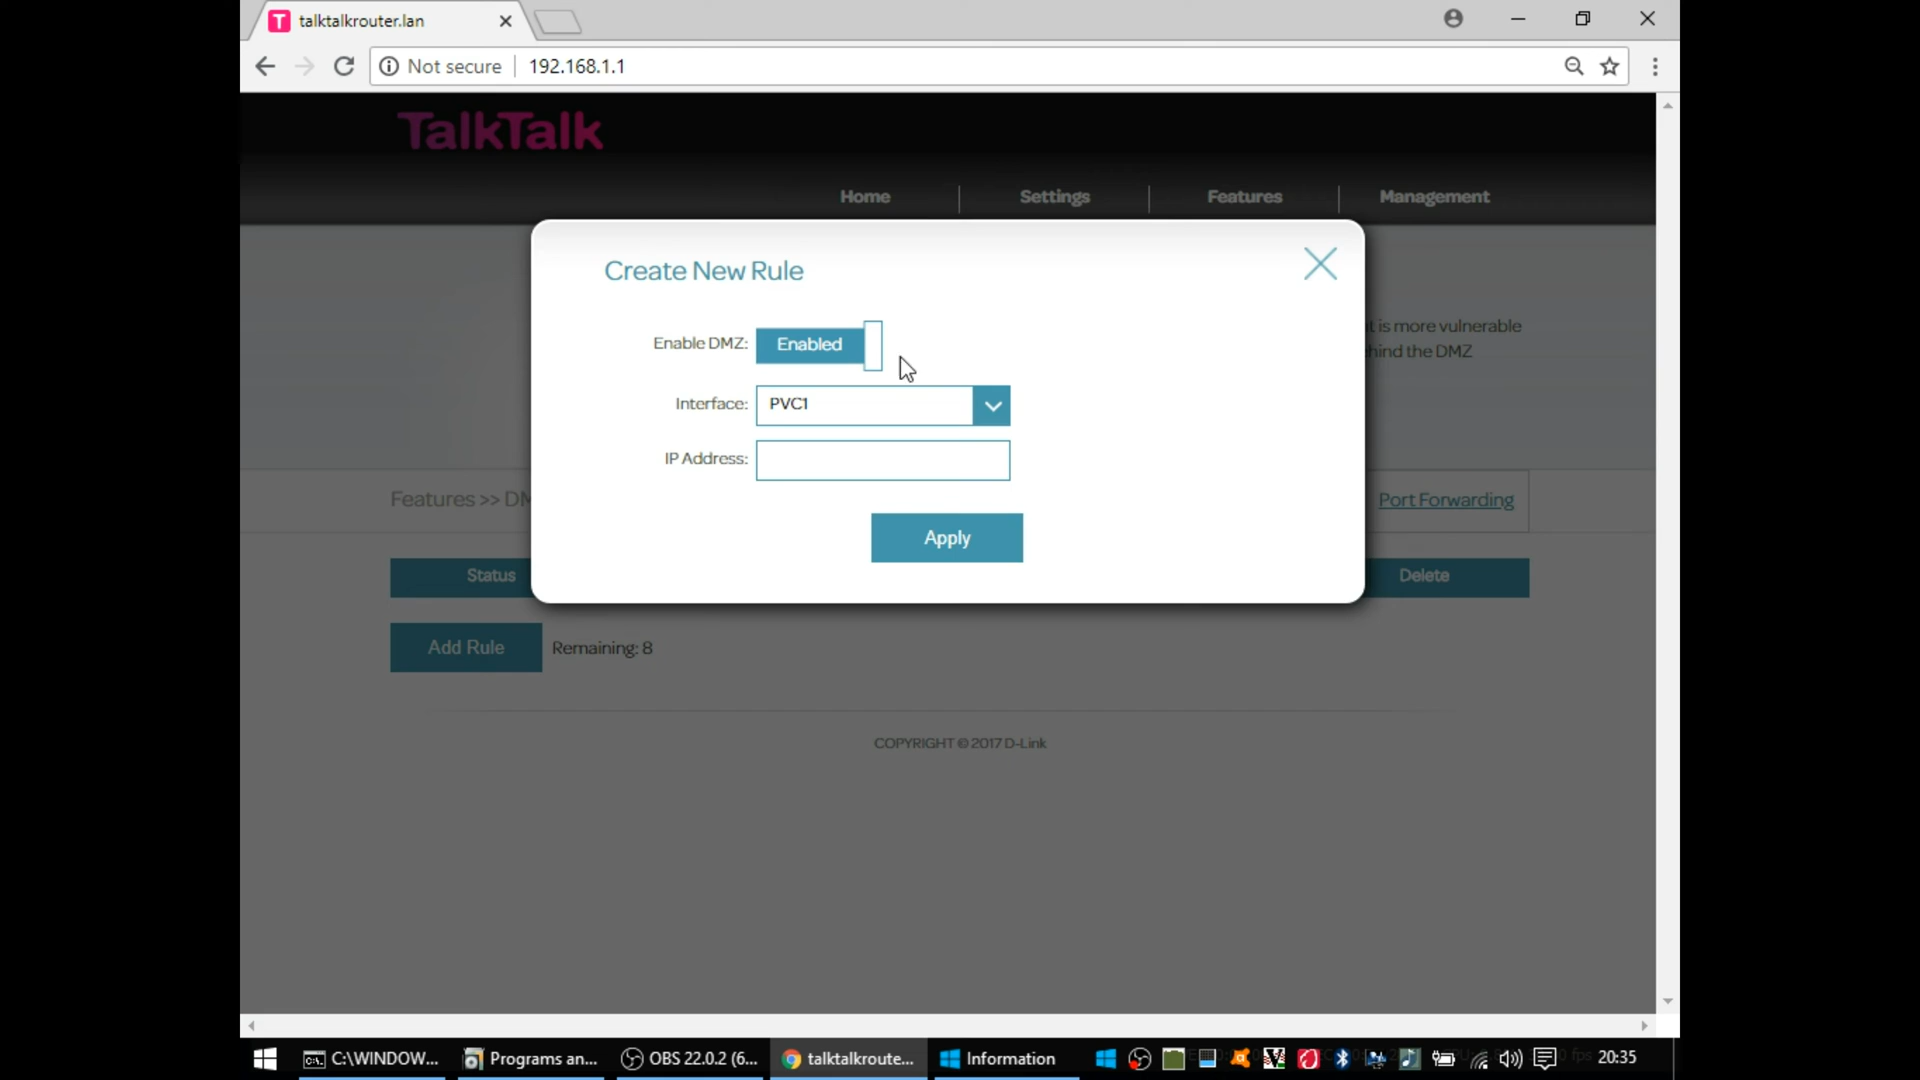 talktalkrouter.lan
Not secure
192.168.1.1
TalkTalk
Home
Settings
Features
Management
Create New Rule
Enable DMZ:
Enabled
Interface:
PVC1
IP Address:
Apply
t is more vulnerable
hind the DMZ
Features >> DM
Port Forwarding
Status
Delete
Add Rule
Remaining: 8
COPYRIGHT © 2017 D-Link
C:\WINDOW...
Programs an...
OBS 22.0.2 (6...
talktalkroute...
Information
fps
20:35